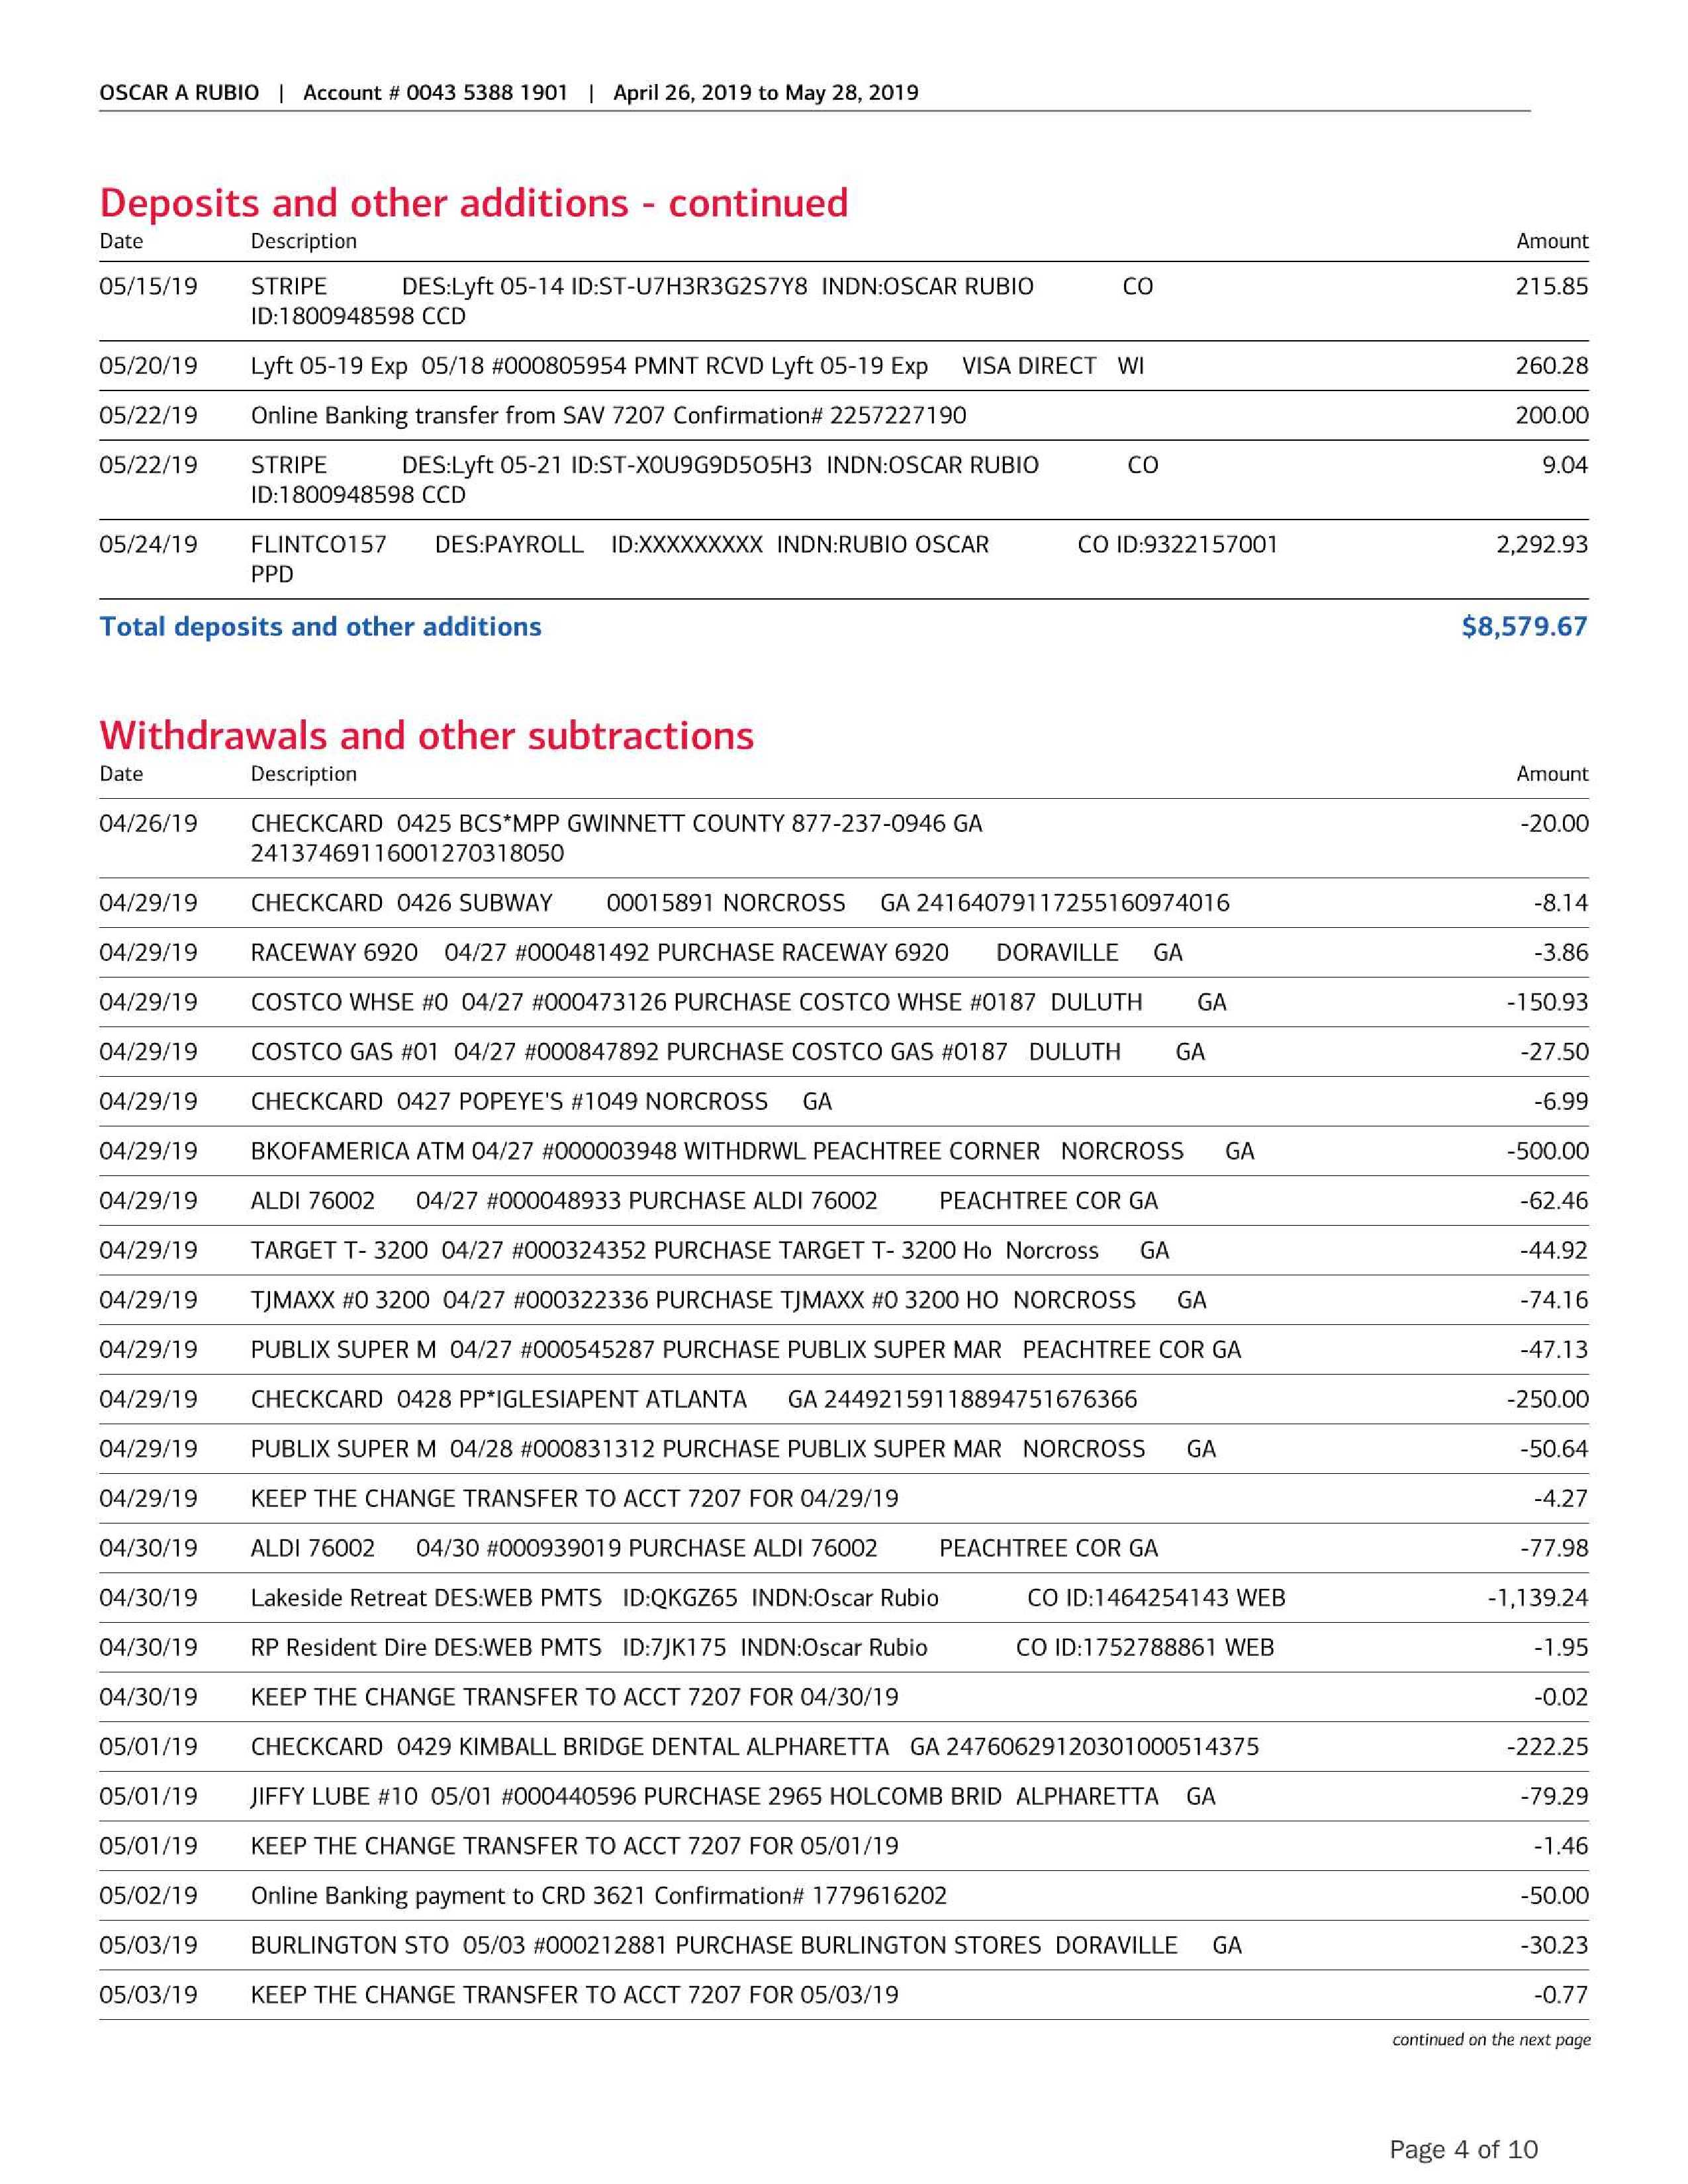 OSCAR A RUBIO | Account # 0043 5388 1901 | April 26, 2019 to May 28, 2019
Deposits and other additions - continued
Date Description Amount
05/15/19 STRIPE DES:Lyft 05-14 ID:ST-U7H3R3G2S7Y8 INDN:OSCAR RUBIO CO 215.85
ID:1800948598 CCD
05/20/19 Lyft 05-19 Exp 05/18 #000805954 PMNT RCVD Lyft 05-19 Exp VISA DIRECT WI 260.28
05/22/19 Online Banking transfer from SAV 7207 Confirmation# 2257227190 200.00
05/22/19 STRIPE DES:Lyft 05-21 ID:ST-X0U9G9D5O5H3 INDN:OSCAR RUBIO CO 9.04
ID:1800948598 CCD
05/24/19 FLINTCO157 DES:PAYROLL ID:XXXXXXXXX INDN:RUBIO OSCAR CO ID:9322157001 2,292.93
PPD
Total deposits and other additions $8,579.67
Withdrawals and other subtractions
Date Description Amount
04/26/19 CHECKCARD 0425 BCS*MPP GWINNETT COUNTY 877-237-0946 GA -20.00
24137469116001270318050
04/29/19 CHECKCARD 0426 SUBWAY 00015891 NORCROSS GA 24164079117255160974016 -8.14
04/29/19 RACEWAY 6920 04/27 #000481492 PURCHASE RACEWAY 6920 DORAVILLE GA -3.86
04/29/19 COSTCO WHSE #0 04/27 #000473126 PURCHASE COSTCO WHSE #0187 DULUTH GA -150.93
04/29/19 COSTCO GAS #01 04/27 #000847892 PURCHASE COSTCO GAS #0187 DULUTH GA -27.50
04/29/19 CHECKCARD 0427 POPEYE'S #1049 NORCROSS GA -6.99
04/29/19 BKOFAMERICA ATM 04/27 #000003948 WITHDRWL PEACHTREE CORNER NORCROSS GA -500.00
04/29/19 ALDI 76002 04/27 #000048933 PURCHASE ALDI 76002 PEACHTREE COR GA -62.46
04/29/19 TARGET T- 3200 04/27 #000324352 PURCHASE TARGET T- 3200 Ho Norcross GA -44.92
04/29/19 TJMAXX #0 3200 04/27 #000322336 PURCHASE TJMAXX #0 3200 HO NORCROSS GA -74.16
04/29/19 PUBLIX SUPER M 04/27 #000545287 PURCHASE PUBLIX SUPER MAR PEACHTREE COR GA -47.13
04/29/19 CHECKCARD 0428 PP*IGLESIAPENT ATLANTA GA 24492159118894751676366 -250.00
04/29/19 PUBLIX SUPER M 04/28 #000831312 PURCHASE PUBLIX SUPER MAR NORCROSS GA -50.64
04/29/19 KEEP THE CHANGE TRANSFER TO ACCT 7207 FOR 04/29/19 -4.27
04/30/19 ALDI 76002 04/30 #000939019 PURCHASE ALDI 76002 PEACHTREE COR GA -77.98
04/30/19 Lakeside Retreat DES:WEB PMTS ID:QKGZ65 INDN:Oscar Rubio CO ID:1464254143 WEB -1,139.24
04/30/19 RP Resident Dire DES:WEB PMTS ID:7JK175 INDN:Oscar Rubio CO ID:1752788861 WEB -1.95
04/30/19 KEEP THE CHANGE TRANSFER TO ACCT 7207 FOR 04/30/19 -0.02
05/01/19 CHECKCARD 0429 KIMBALL BRIDGE DENTAL ALPHARETTA GA 24760629120301000514375 -222.25
05/01/19 JIFFY LUBE #10 05/01 #000440596 PURCHASE 2965 HOLCOMB BRID ALPHARETTA GA -79.29
05/01/19 KEEP THE CHANGE TRANSFER TO ACCT 7207 FOR 05/01/19 -1.46
05/02/19 Online Banking payment to CRD 3621 Confirmation# 1779616202 -50.00
05/03/19 BURLINGTON STO 05/03 #000212881 PURCHASE BURLINGTON STORES DORAVILLE GA -30.23
05/03/19 KEEP THE CHANGE TRANSFER TO ACCT 7207 FOR 05/03/19 -0.77
continued on the next page
Page 4 of 10